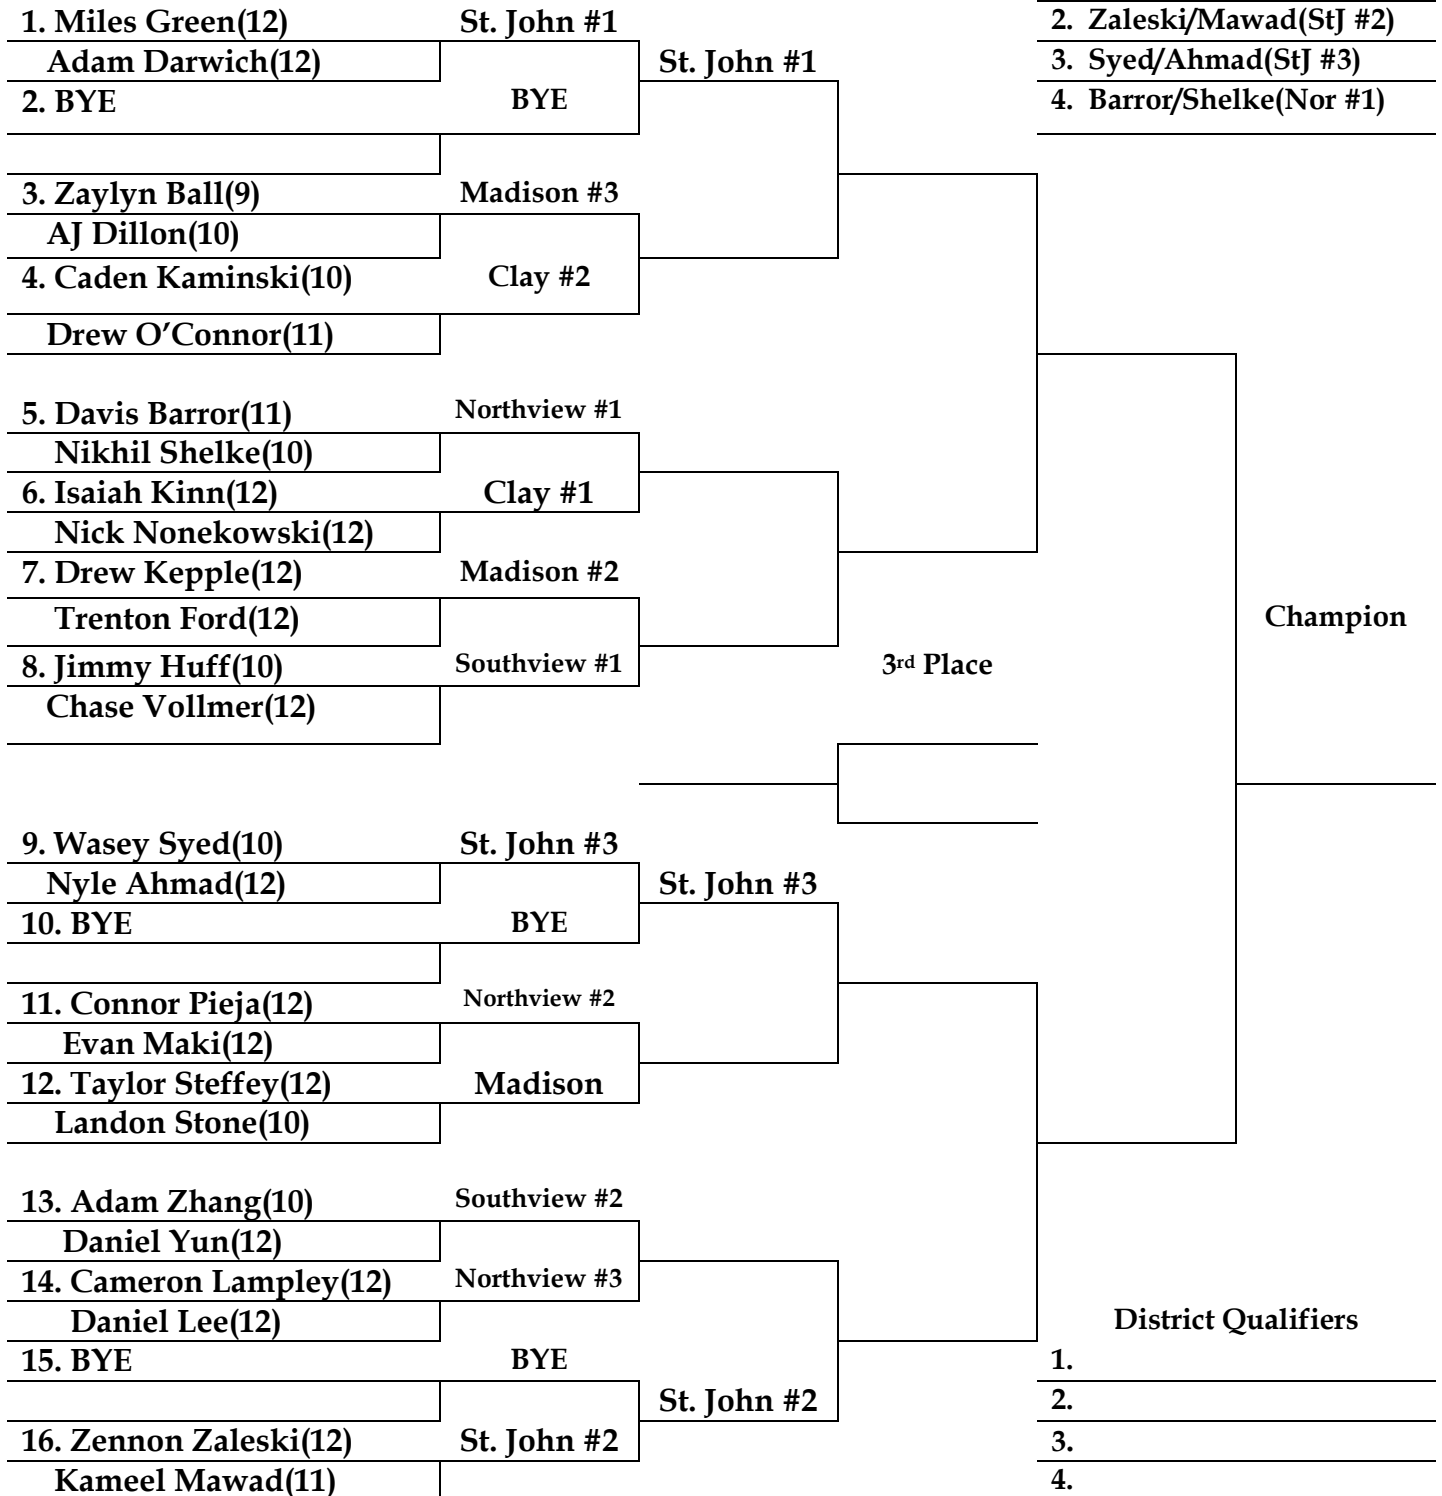 1. Miles Green(12) St. John #1 2. Zaleski/Mawad(StJ #2)
Adam Darwich(12) St. John #1 3. Syed/Ahmad(StJ #3)
2. BYE BYE 4. Barror/Shelke(Nor #1)
3. Zaylyn Ball(9) Madison #3
AJ Dillon(10)
4. Caden Kaminski(10) Clay #2
Drew O’Connor(11)
5. Davis Barror(11) Northview #1
Nikhil Shelke(10)
6. Isaiah Kinn(12) Clay #1
Nick Nonekowski(12)
7. Drew Kepple(12) Madison #2
Trenton Ford(12) Champion
8. Jimmy Huff(10) Southview #1 3rd Place
Chase Vollmer(12)
9. Wasey Syed(10) St. John #3
Nyle Ahmad(12) St. John #3
10. BYE BYE
11. Connor Pieja(12) Northview #2
Evan Maki(12)
12. Taylor Steffey(12) Madison
Landon Stone(10)
13. Adam Zhang(10) Southview #2
Daniel Yun(12)
14. Cameron Lampley(12) Northview #3
Daniel Lee(12) District Qualifiers
15. BYE BYE 1.
St. John #2 2.
16. Zennon Zaleski(12) St. John #2 3.
Kameel Mawad(11) 4.